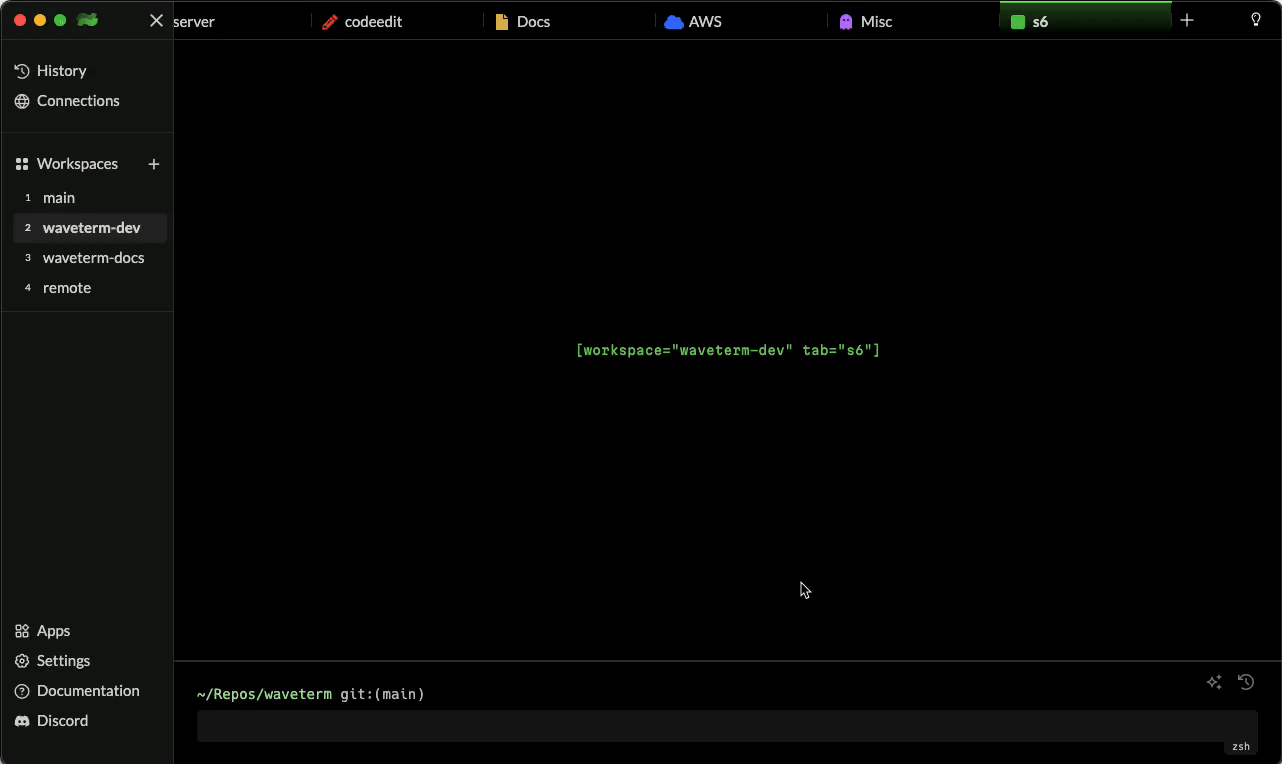 server
codeedit
Docs
AWS
Misc
s6
History
Connections
Workspaces
1 main
2 waveterm-dev
3 waveterm-docs
4 remote
[workspace="waveterm-dev" tab="s6"]
Apps
Settings
Documentation
Discord
~/Repos/waveterm git:(main)
zsh